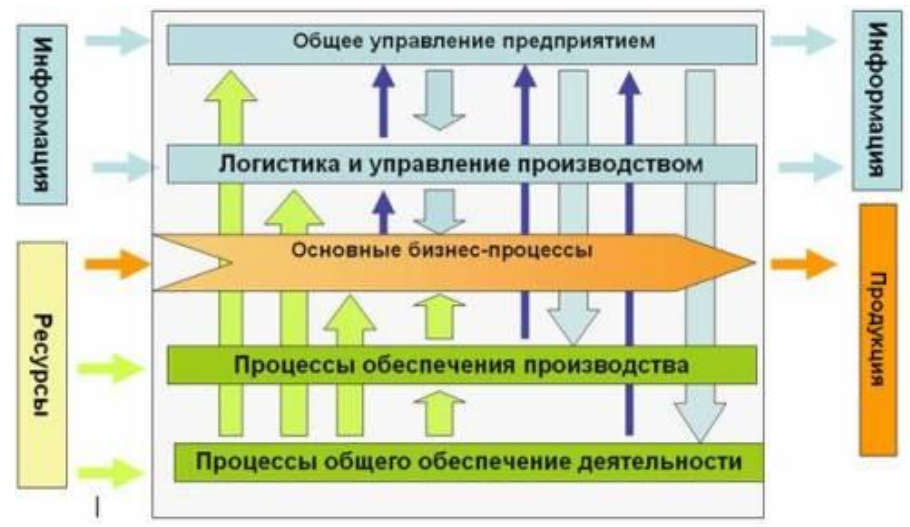 Информация
Ресурсы
Общее управление предприятием
Логистика и управление производством
Основные бизнес-процессы
Процессы обеспечения производства
Процессы общего обеспечение деятельности
Информация
Продукция